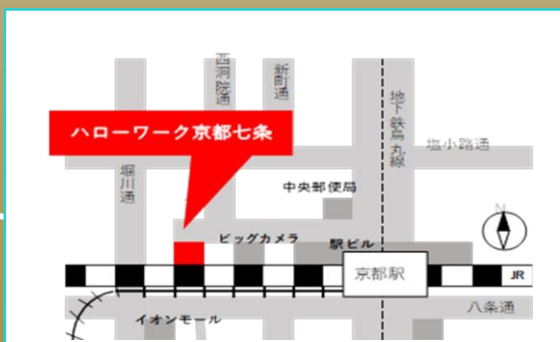 西洞院通
新町通
地下鉄烏丸線
ハローワーク京都七条
塩小路通
堀川通
中央郵便局
N
ビッグカメラ
駅ビル
京都駅
JR
八条通
イオンモール